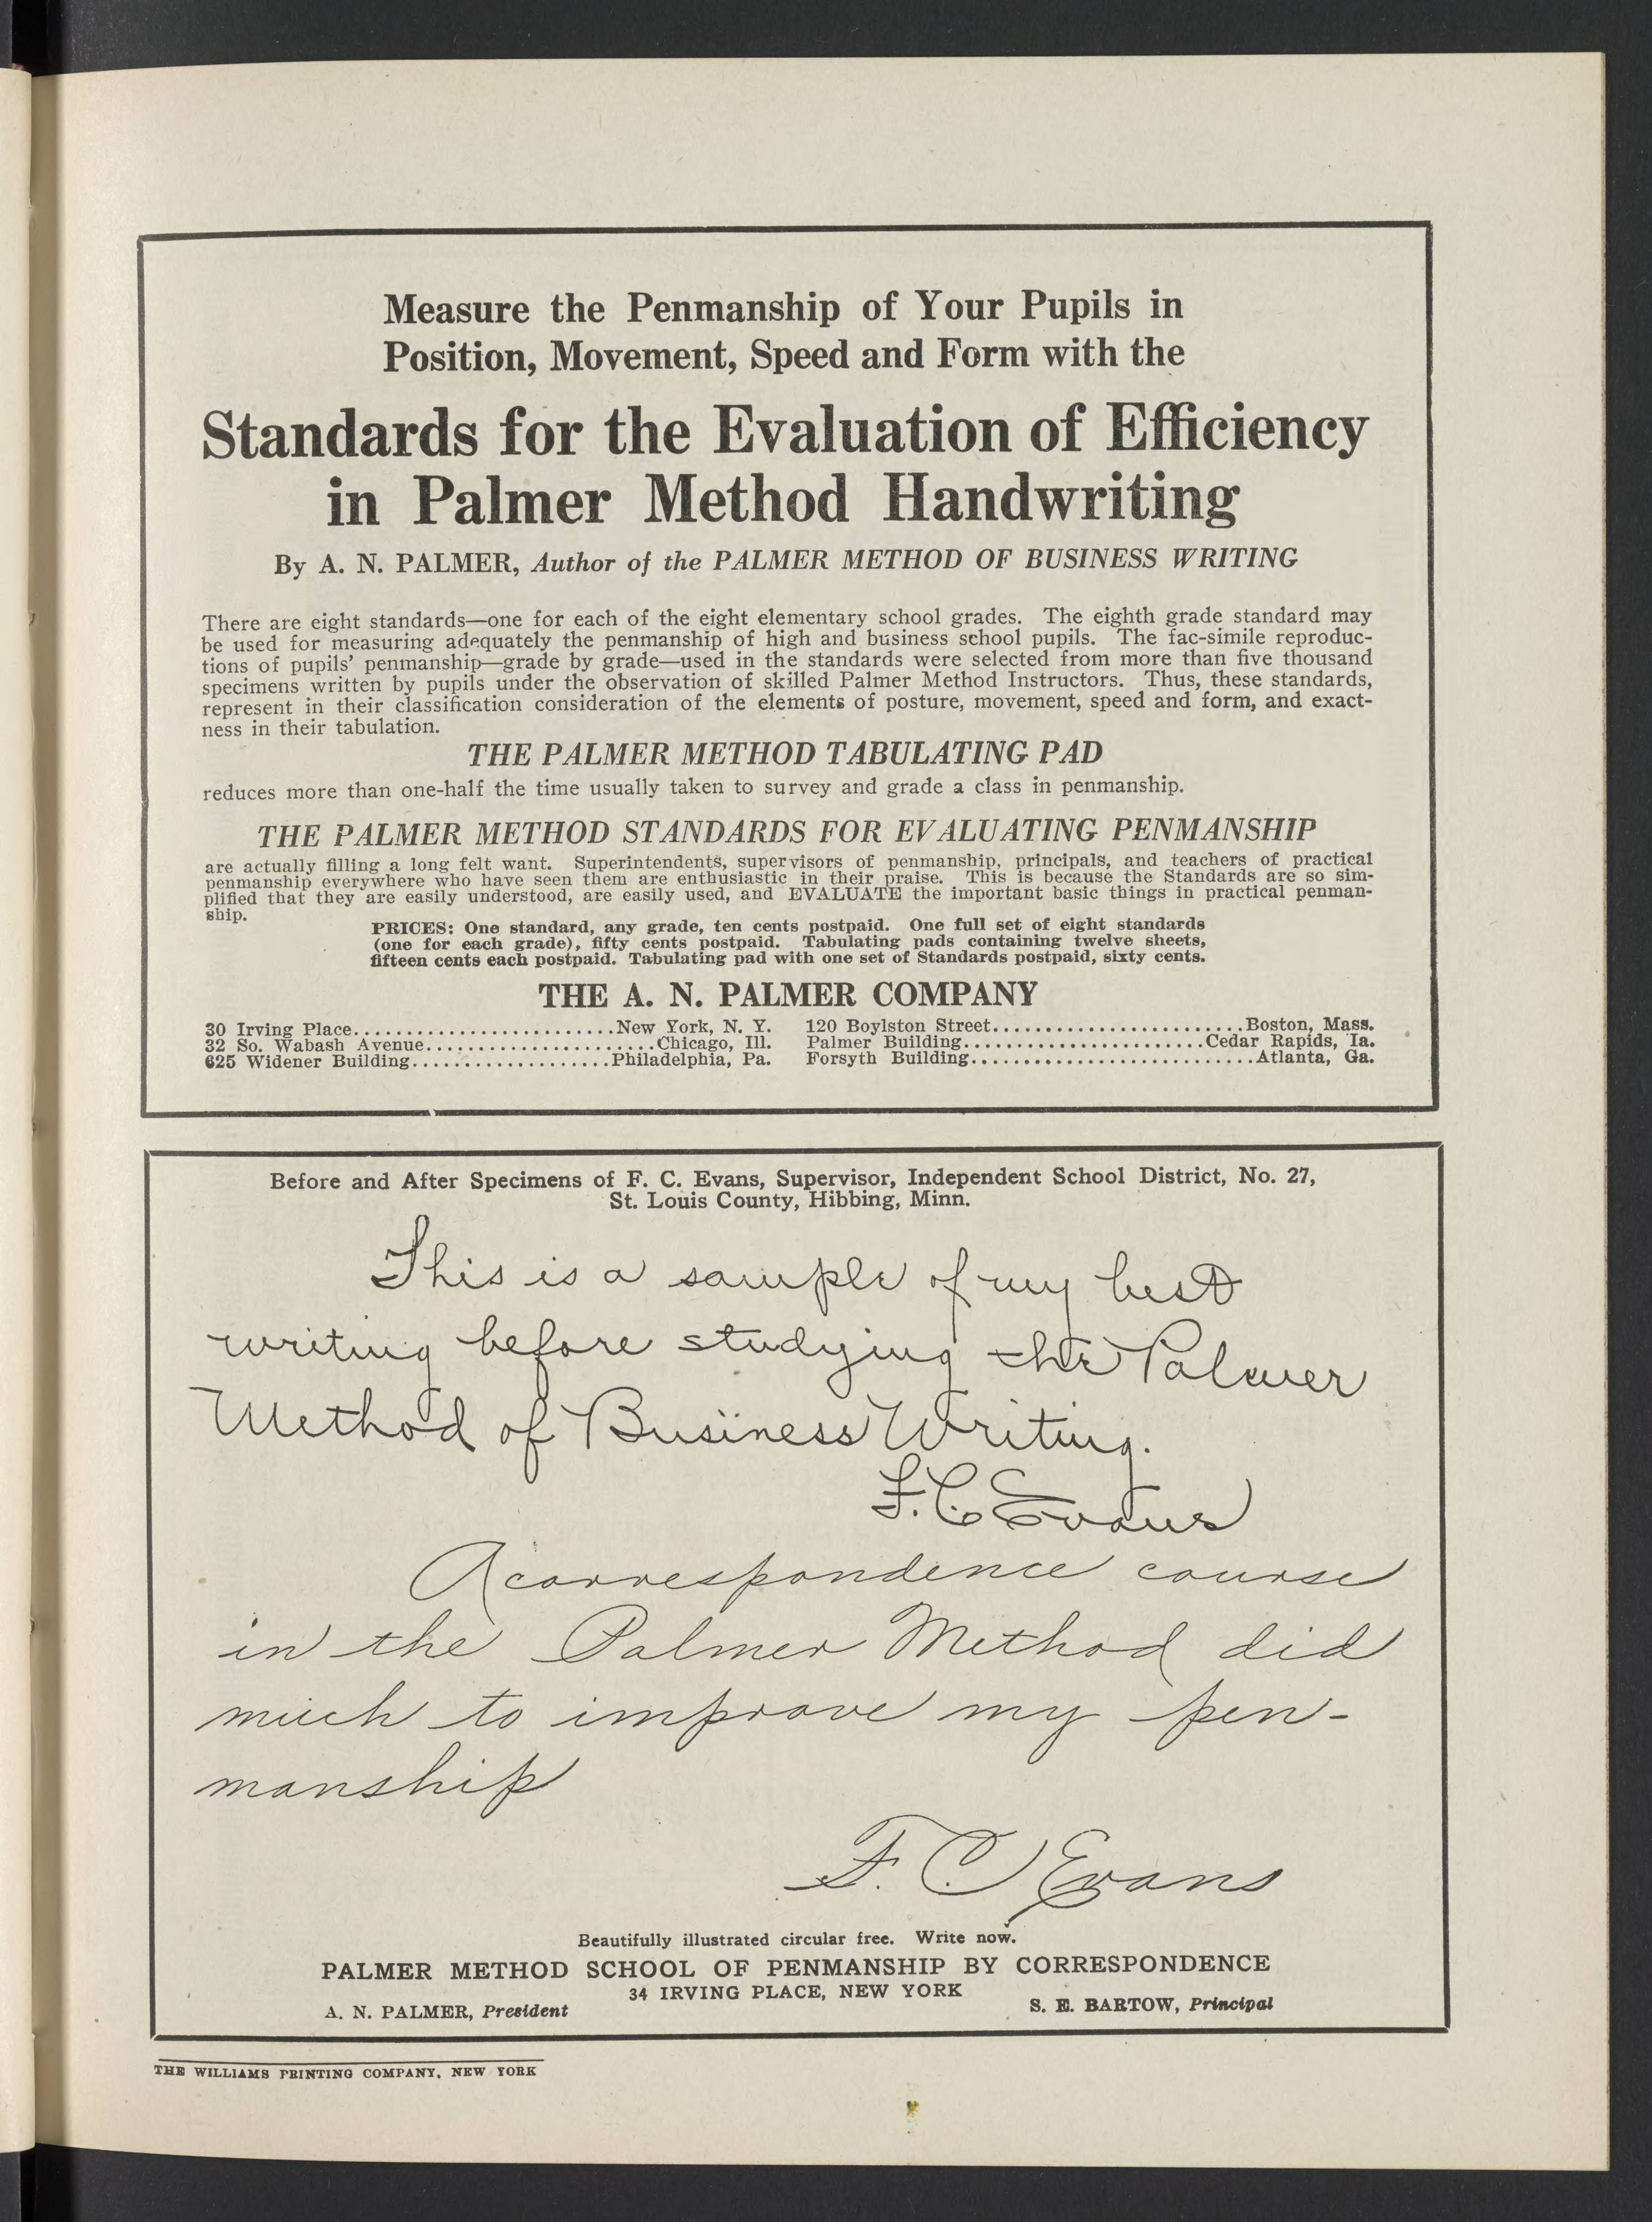 Measure the Penmanship of Your Pupils in
Position, Movement, Speed and Form with the
Standards for the Evaluation of Efficiency
in Palmer Method Handwriting
By A. N. PALMER, Author of the PALMER METHOD OF BUSINESS WRITING
There are eight standards—one for each of the eight elementary school grades. The eighth grade standard may
be used for measuring adequately the penmanship of high and business school pupils. The fac-simile reproduc-
tions of pupils' penmanship—grade by grade—used in the standards were selected from more than five thousand
specimens written by pupils under the observation of skilled Palmer Method Instructors. Thus, these standards,
represent in their classification consideration of the elements of posture, movement, speed and form, and exact-
ness in their tabulation.
THE PALMER METHOD TABULATING PAD
reduces more than one-half the time usually taken to survey and grade a class in penmanship.
THE PALMER METHOD STANDARDS FOR EVALUATING PENMANSHIP
are actually filling a long felt want. Superintendents, supervisors of penmanship, principals, and teachers of practical
penmanship everywhere who have seen them are enthusiastic in their praise. This is because the Standards are so sim-
plified that they are easily understood, are easily used, and EVALUATE the important basic things in practical penman-
ship.
PRICES: One standard, any grade, ten cents postpaid. One full set of eight standards
(one for each grade), fifty cents postpaid. Tabulating pads containing twelve sheets,
fifteen cents each postpaid. Tabulating pad with one set of Standards postpaid, sixty cents.
THE A. N. PALMER COMPANY
30 Irving Place.........................New York, N. Y. 120 Boylston Street........................Boston, Mass.
32 So. Wabash Avenue......................Chicago, Ill. Palmer Building.......................Cedar Rapids, Ia.
625 Widener Building...................Philadelphia, Pa. Forsyth Building...........................Atlanta, Ga.
Before and After Specimens of F. C. Evans, Supervisor, Independent School District, No. 27,
St. Louis County, Hibbing, Minn.
This is a sample of my best
writing before studying the Palmer
Method of Business Writing.
F. C. Evans
A correspondence course
in the Palmer Method did
much to improve my pen-
manship
F. C. Evans
Beautifully illustrated circular free. Write now.
PALMER METHOD SCHOOL OF PENMANSHIP BY CORRESPONDENCE
34 IRVING PLACE, NEW YORK
A. N. PALMER, President S. E. BARTOW, Principal
THE WILLIAMS PRINTING COMPANY, NEW YORK